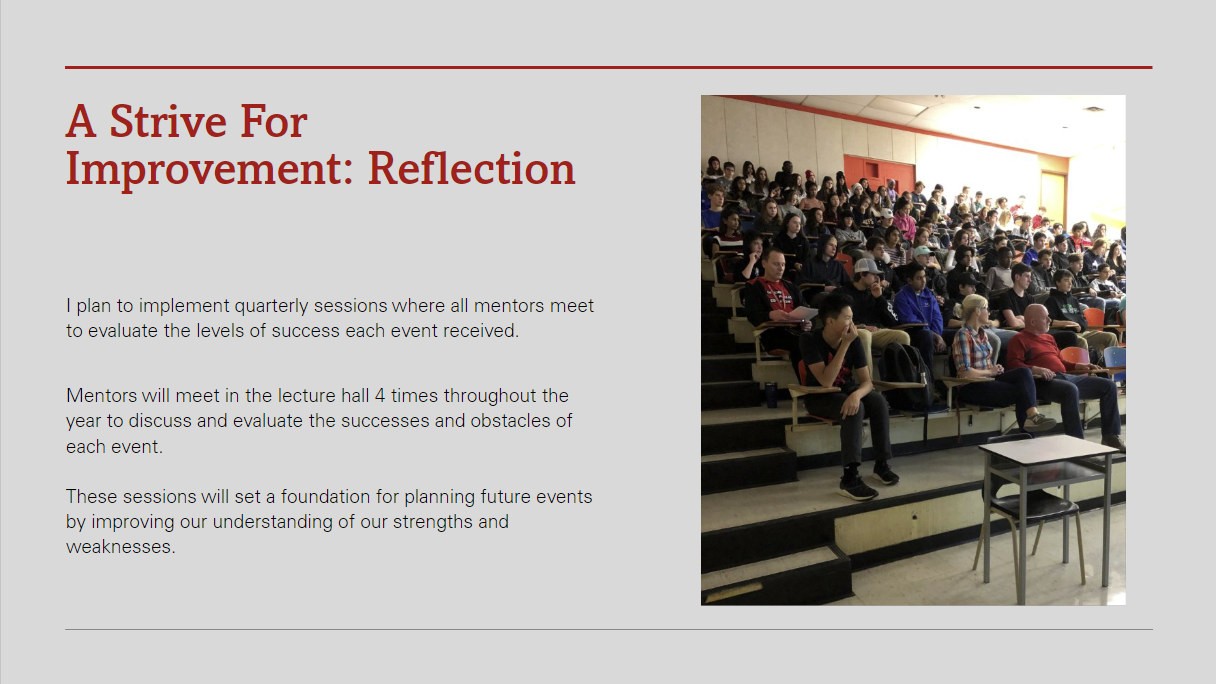 A Strive For
Improvement: Reflection
I plan to implement quarterly sessions where all mentors meet
to evaluate the levels of success each event received.
Mentors will meet in the lecture hall 4 times throughout the
year to discuss and evaluate the successes and obstacles of
each event.
These sessions will set a foundation for planning future events
by improving our understanding of our strengths and
weaknesses.